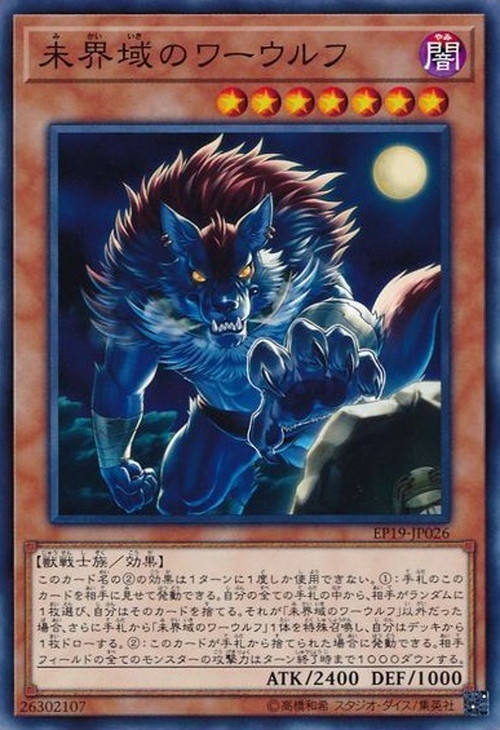 未界域のワーウルフ
闇
EP19-JP026
【獣戦士族/効果】
このカード名の②の効果は1ターンに1度しか使用できない。①:手札のこの
カードを相手に見せて発動できる。自分の全ての手札の中から、相手がランダムに
1枚選び、自分はそのカードを捨てる。それが「未界域のワーウルフ」以外だった
場合、さらに手札から「未界域のワーウルフ」1体を特殊召喚し、自分はデッキから
1枚ドローする。②:このカードが手札から捨てられた場合に発動できる。相手
フィールドの全てのモンスターの攻撃力はターン終了時まで1000ダウンする。
ATK/2400 DEF/1000
26302107 ©高橋和希 スタジオ・ダイス/集英社